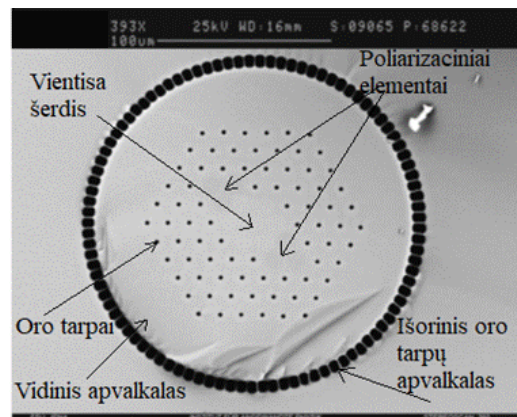 393X 25kV WD:16mm S:09065 P:68622
100um
Poliarizaciniai
elementai
Vientisa
šerdis
Oro tarpai
Vidinis apvalkalas
Išorinis oro
tarpų
apvalkalas